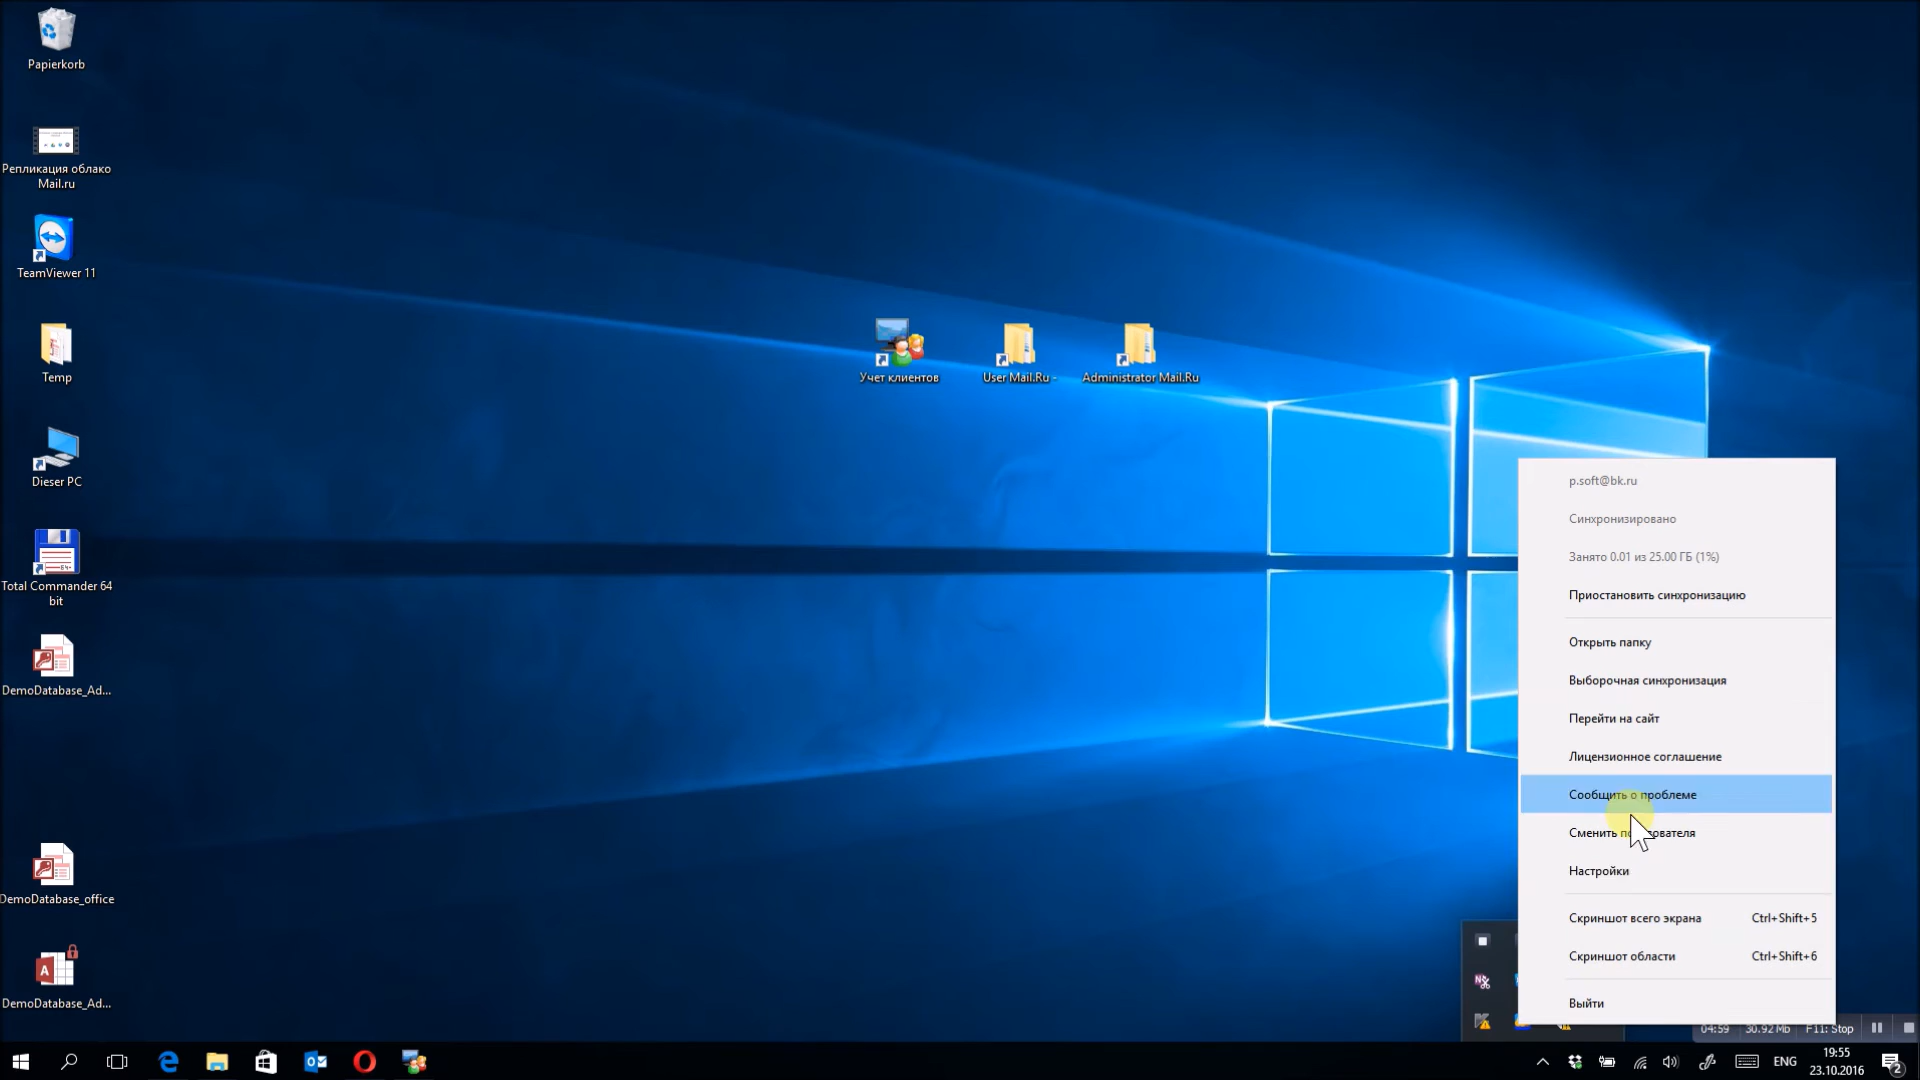 Papierkorb
Репликация облако
Mail.ru
TeamViewer 11
Temp
Dieser PC
Total Commander 64
bit
DemoDatabase_Ad...
DemoDatabase_office
DemoDatabase_Ad...
Учет клиентов
User Mail.Ru -
Administrator Mail.Ru
p.soft@bk.ru
Синхронизировано
Занято 0.01 из 25.00 ГБ (1%)
Приостановить синхронизацию
Открыть папку
Выборочная синхронизация
Перейти на сайт
Лицензионное соглашение
Сообщить о проблеме
Сменить пользователя
Настройки
Скриншот всего экрана Ctrl+Shift+5
Скриншот области Ctrl+Shift+6
Выйти
04:59 30.92 Mb F11: Stop
ENG
19:55
23.10.2016
2